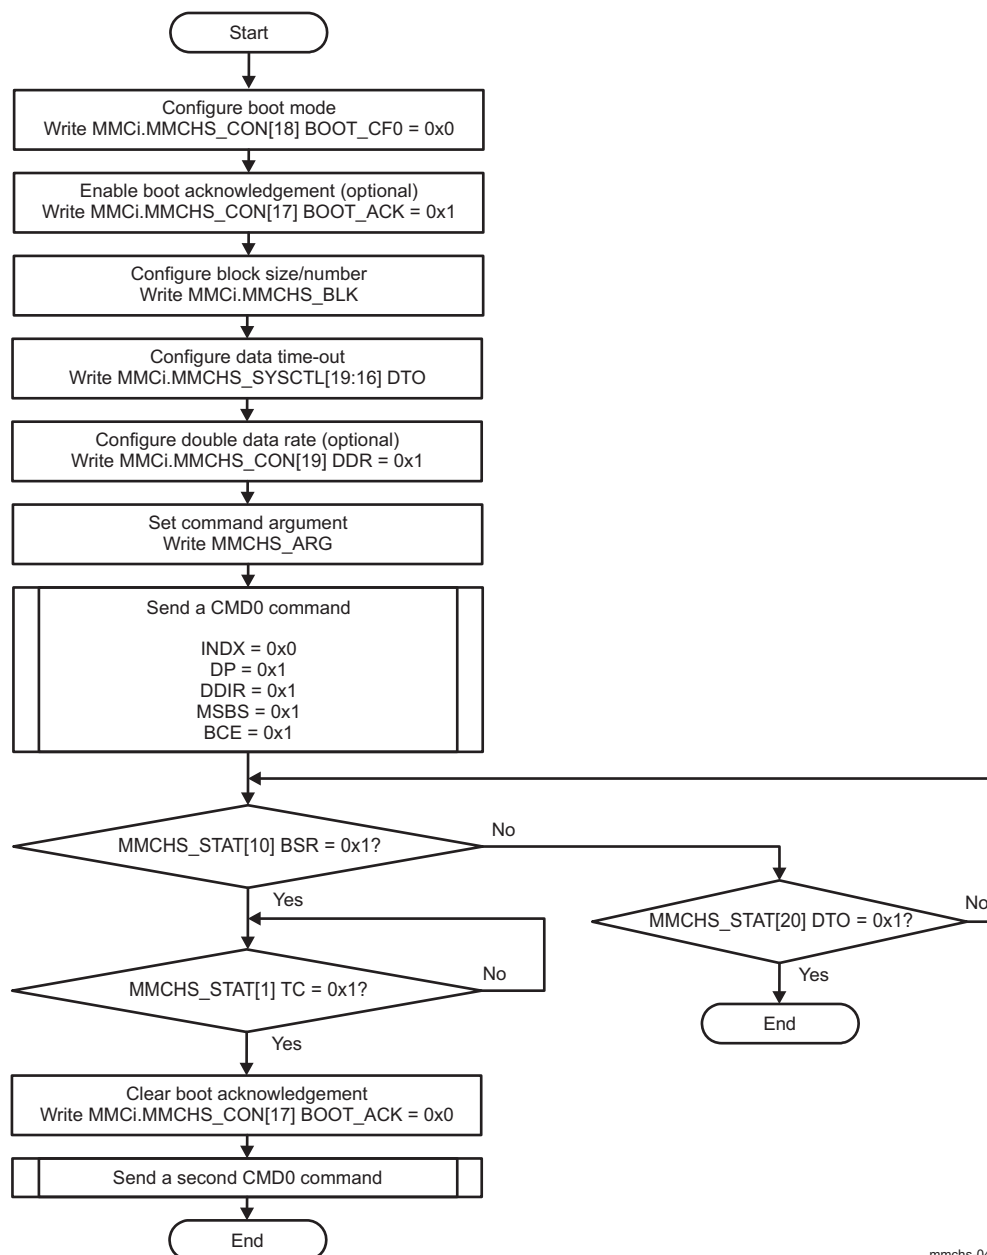 Start
Configure boot mode
Write MMCi.MMCHS_CON[18] BOOT_CF0 = 0x0
Enable boot acknowledgement (optional)
Write MMCi.MMCHS_CON[17] BOOT_ACK = 0x1
Configure block size/number
Write MMCi.MMCHS_BLK
Configure data time-out
Write MMCi.MMCHS_SYSCTL[19:16] DTO
Configure double data rate (optional)
Write MMCi.MMCHS_CON[19] DDR = 0x1
Set command argument
Write MMCHS_ARG
Send a CMD0 command
INDX = 0x0
DP = 0x1
DDIR = 0x1
MSBS = 0x1
BCE = 0x1
MMCHS_STAT[10] BSR = 0x1?
No
Yes
MMCHS_STAT[20] DTO = 0x1?
No
Yes
End
MMCHS_STAT[1] TC = 0x1?
No
Yes
Clear boot acknowledgement
Write MMCi.MMCHS_CON[17] BOOT_ACK = 0x0
Send a second CMD0 command
End